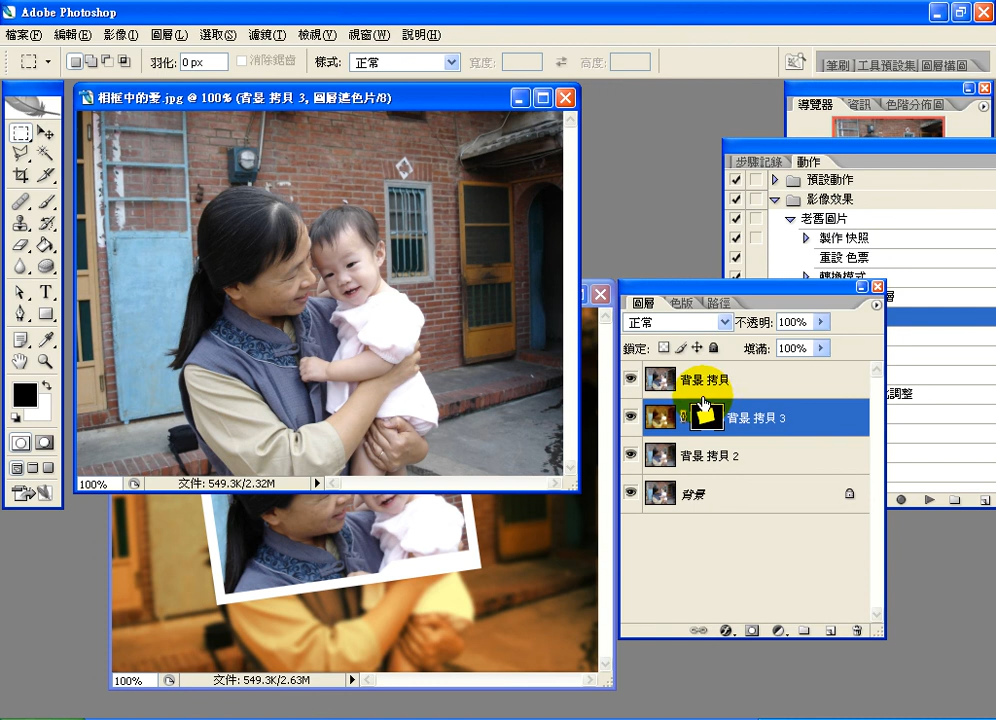 Adobe Photoshop
檔案(F) 編輯(E) 影像(I) 圖層(L) 選取(S) 濾鏡(T) 檢視(V) 視窗(W) 說明(H)
羽化: 0 px 消除鋸齒 樣式: 正常 寬度: 高度: 筆刷 工具預設集 圖層構圖
相框中的愛.jpg @ 100% (背景 拷貝 3, 圖層遮色片/8)
導覽器 資訊 色階分佈圖
步驟記錄 動作
預設動作
影像效果
老舊圖片
製作 快照
重設 色票
轉換模式
圖層 色版 路徑
正常 不透明: 100%
鎖定: 填滿: 100%
背景 拷貝
背景 拷貝 3
背景 拷貝 2
背景
調整
100% 文件: 549.3K/2.32M
100% 文件: 549.3K/2.63M